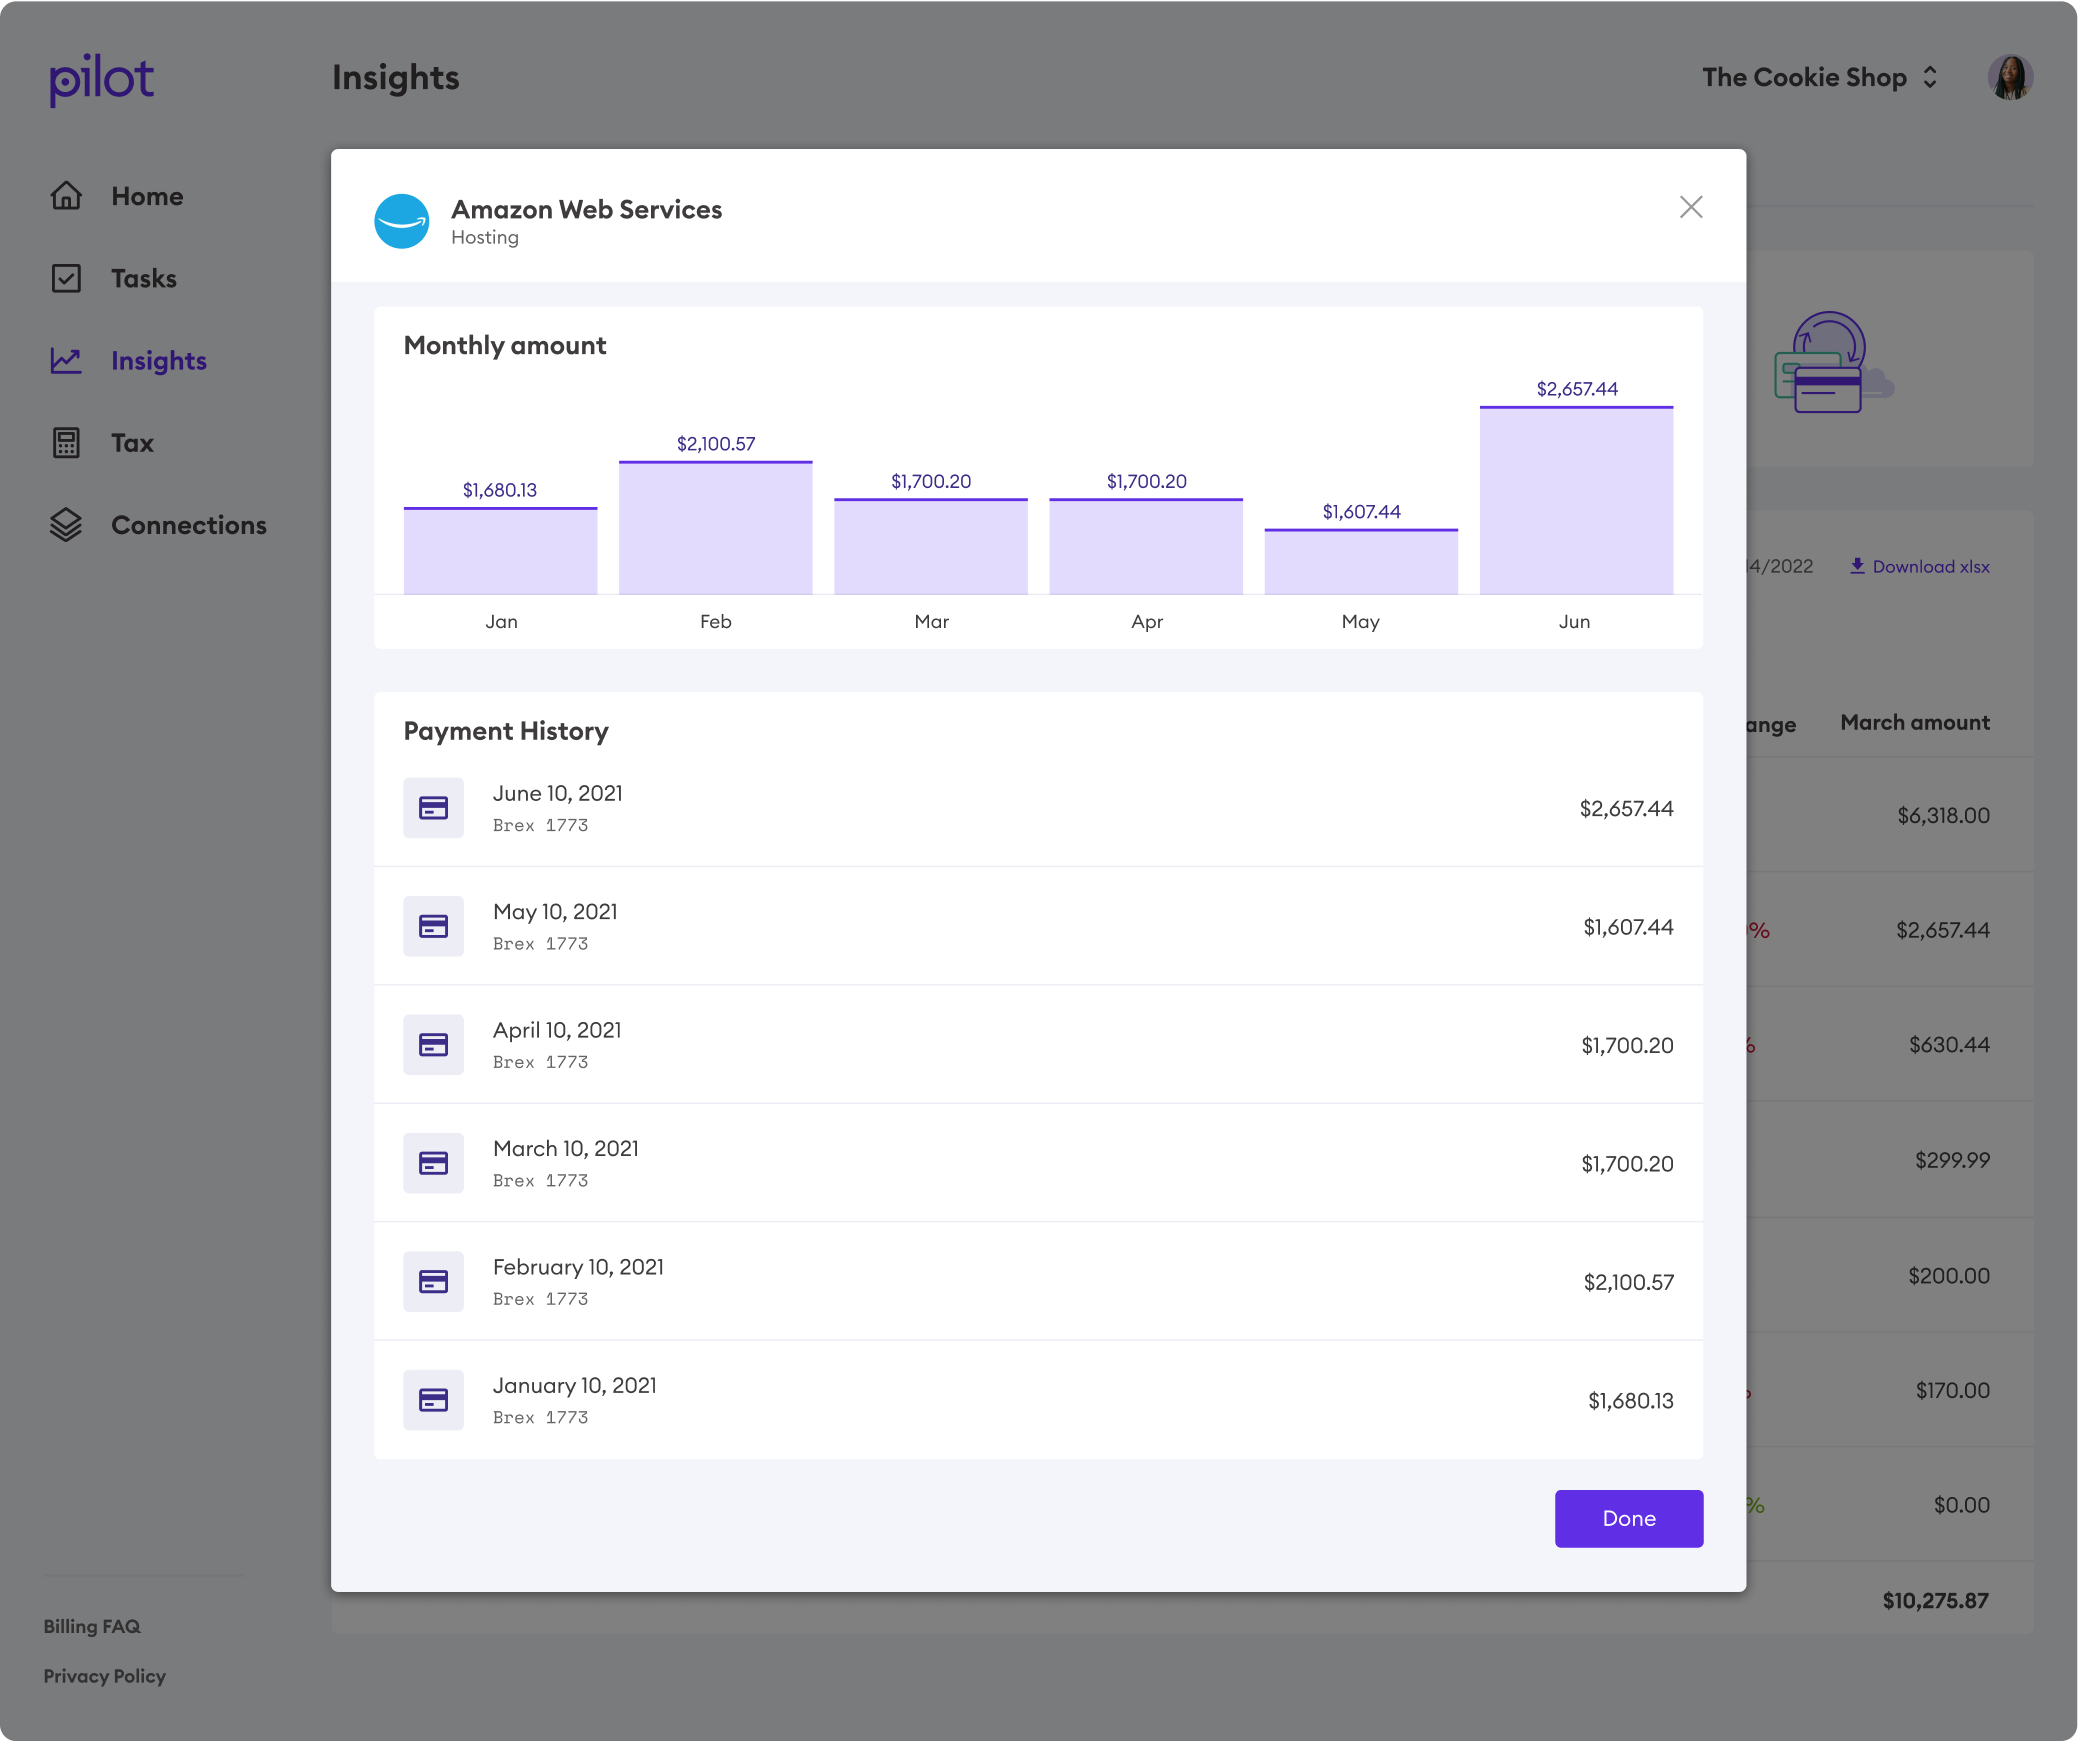 pilot
Insights
The Cookie Shop
Home
Tasks
Insights
Tax
Connections
Billing FAQ
Privacy Policy
Amazon Web Services
Hosting
Monthly amount
$1,680.13
$2,100.57
$1,700.20
$1,700.20
$1,607.44
$2,657.44
Jan
Feb
Mar
Apr
May
Jun
Payment History
June 10, 2021
Brex 1773
$2,657.44
May 10, 2021
Brex 1773
$1,607.44
April 10, 2021
Brex 1773
$1,700.20
March 10, 2021
Brex 1773
$1,700.20
February 10, 2021
Brex 1773
$2,100.57
January 10, 2021
Brex 1773
$1,680.13
Done
14/2022
Download xlsx
ange
March amount
$6,318.00
%
$2,657.44
%
$630.44
$299.99
$200.00
$170.00
%
$0.00
$10,275.87